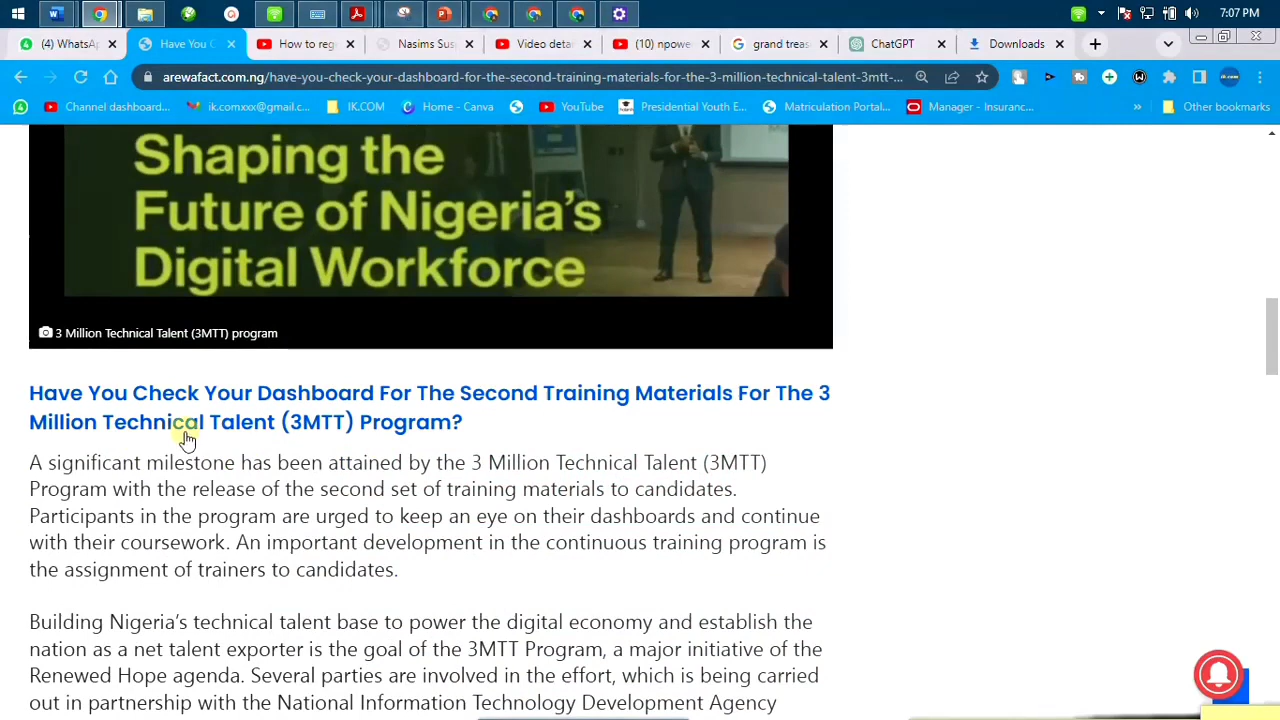 7:07 PM
(4) WhatsA
Have You C
How to reg
Nasims Sus
Video deta
(10) npowe
grand treas
ChatGPT
Downloads
arewafact.com.ng/have-you-check-your-dashboard-for-the-second-training-materials-for-the-3-million-technical-talent-3mtt-...
Channel dashboard...
ik.comxxx@gmail.c...
IK.COM
Home - Canva
YouTube
Presidential Youth E...
Matriculation Portal...
Manager - Insuranc...
»
Other bookmarks
Shaping the
Future of Nigeria's
Digital Workforce
3 Million Technical Talent (3MTT) program
Have You Check Your Dashboard For The Second Training Materials For The 3
Million Technical Talent (3MTT) Program?
A significant milestone has been attained by the 3 Million Technical Talent (3MTT)
Program with the release of the second set of training materials to candidates.
Participants in the program are urged to keep an eye on their dashboards and continue
with their coursework. An important development in the continuous training program is
the assignment of trainers to candidates.
Building Nigeria's technical talent base to power the digital economy and establish the
nation as a net talent exporter is the goal of the 3MTT Program, a major initiative of the
Renewed Hope agenda. Several parties are involved in the effort, which is being carried
out in partnership with the National Information Technology Development Agency